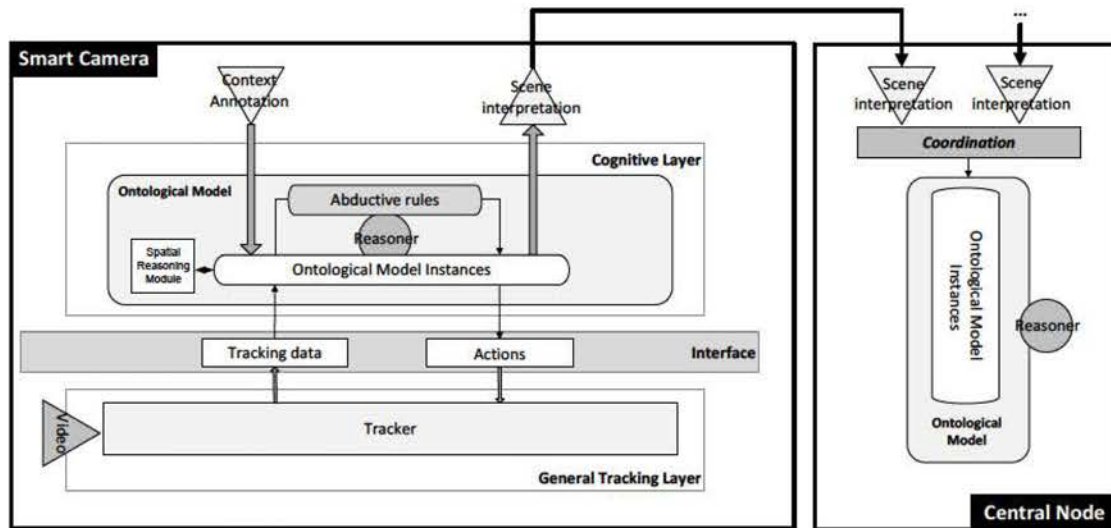 ...
Smart Camera
Context
Annotation
Scene
interpretation
Scene
interpretation
Scene
interpretation
Coordination
Cognitive Layer
Ontological Model
Abductive rules
Reasoner
Spatial
Reasoning
Module
Ontological Model Instances
Ontological Model
Instances
Reasoner
Tracking data
Actions
Interface
Video
Tracker
Ontological
Model
General Tracking Layer
Central Node